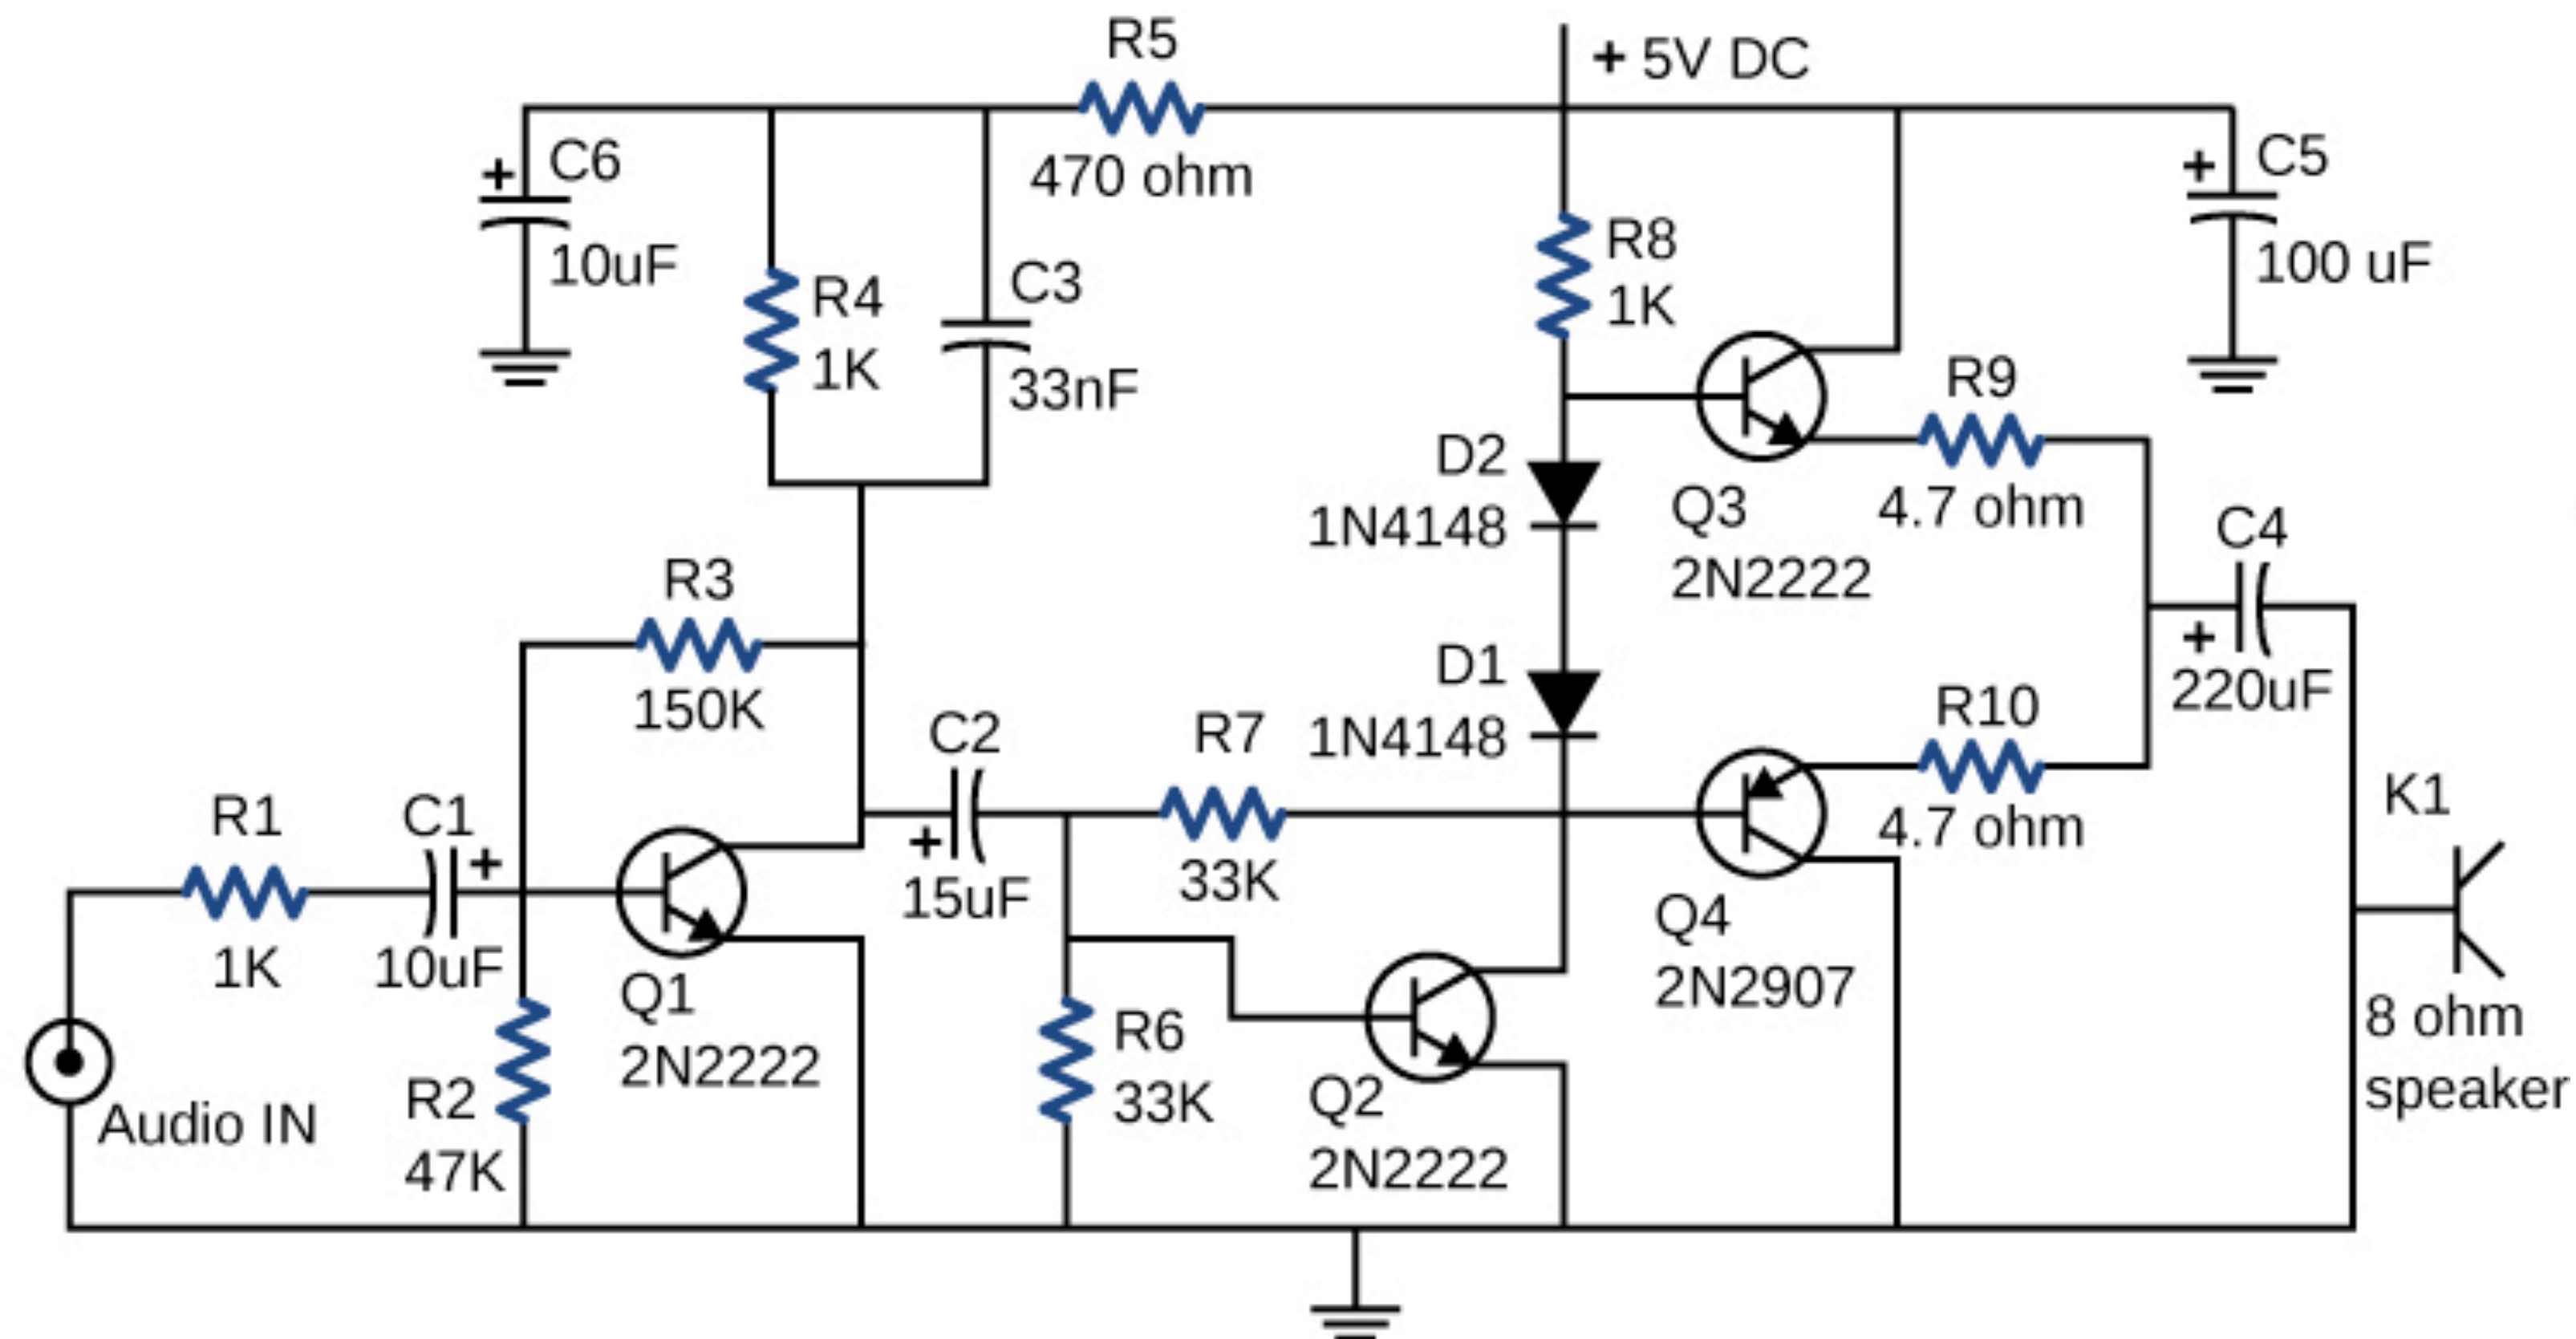 R5
+ 5V DC
470 ohm
+ C6
10uF
R4
1K
C3
33nF
R8
1K
+ C5
100 uF
R9
4.7 ohm
D2
1N4148
Q3
2N2222
C4
+
220uF
R3
150K
D1
1N4148
R10
4.7 ohm
C2
+
15uF
R7
33K
R1
1K
C1
+
10uF
K1
8 ohm
speaker
Q1
2N2222
Q4
2N2907
R2
47K
Audio IN
R6
33K
Q2
2N2222